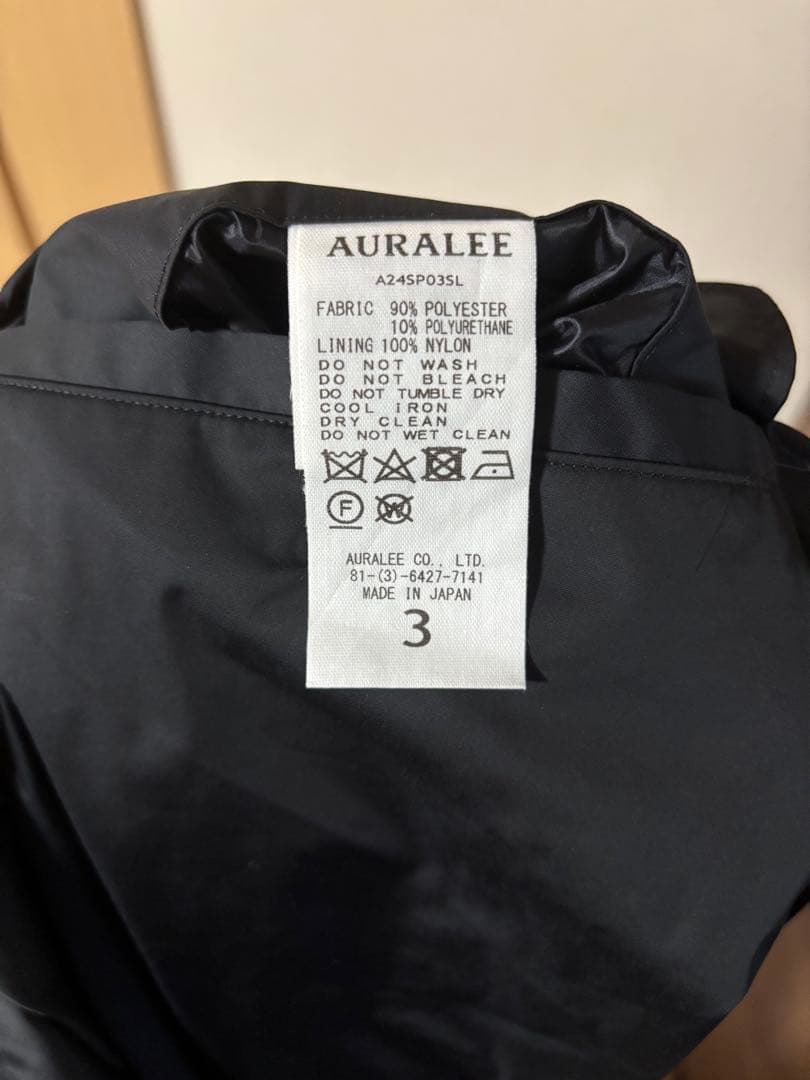 AURALEE
A24SP03SL
FABRIC 90% POLYESTER
10% POLYURETHANE
LINING 100% NYLON
DO NOT WASH
DO NOT BLEACH
DO NOT TUMBLE DRY
COOL IRON
DRY CLEAN
DO NOT WET CLEAN
F W
AURALEE CO., LTD.
81-(3)-6427-7141
MADE IN JAPAN
3